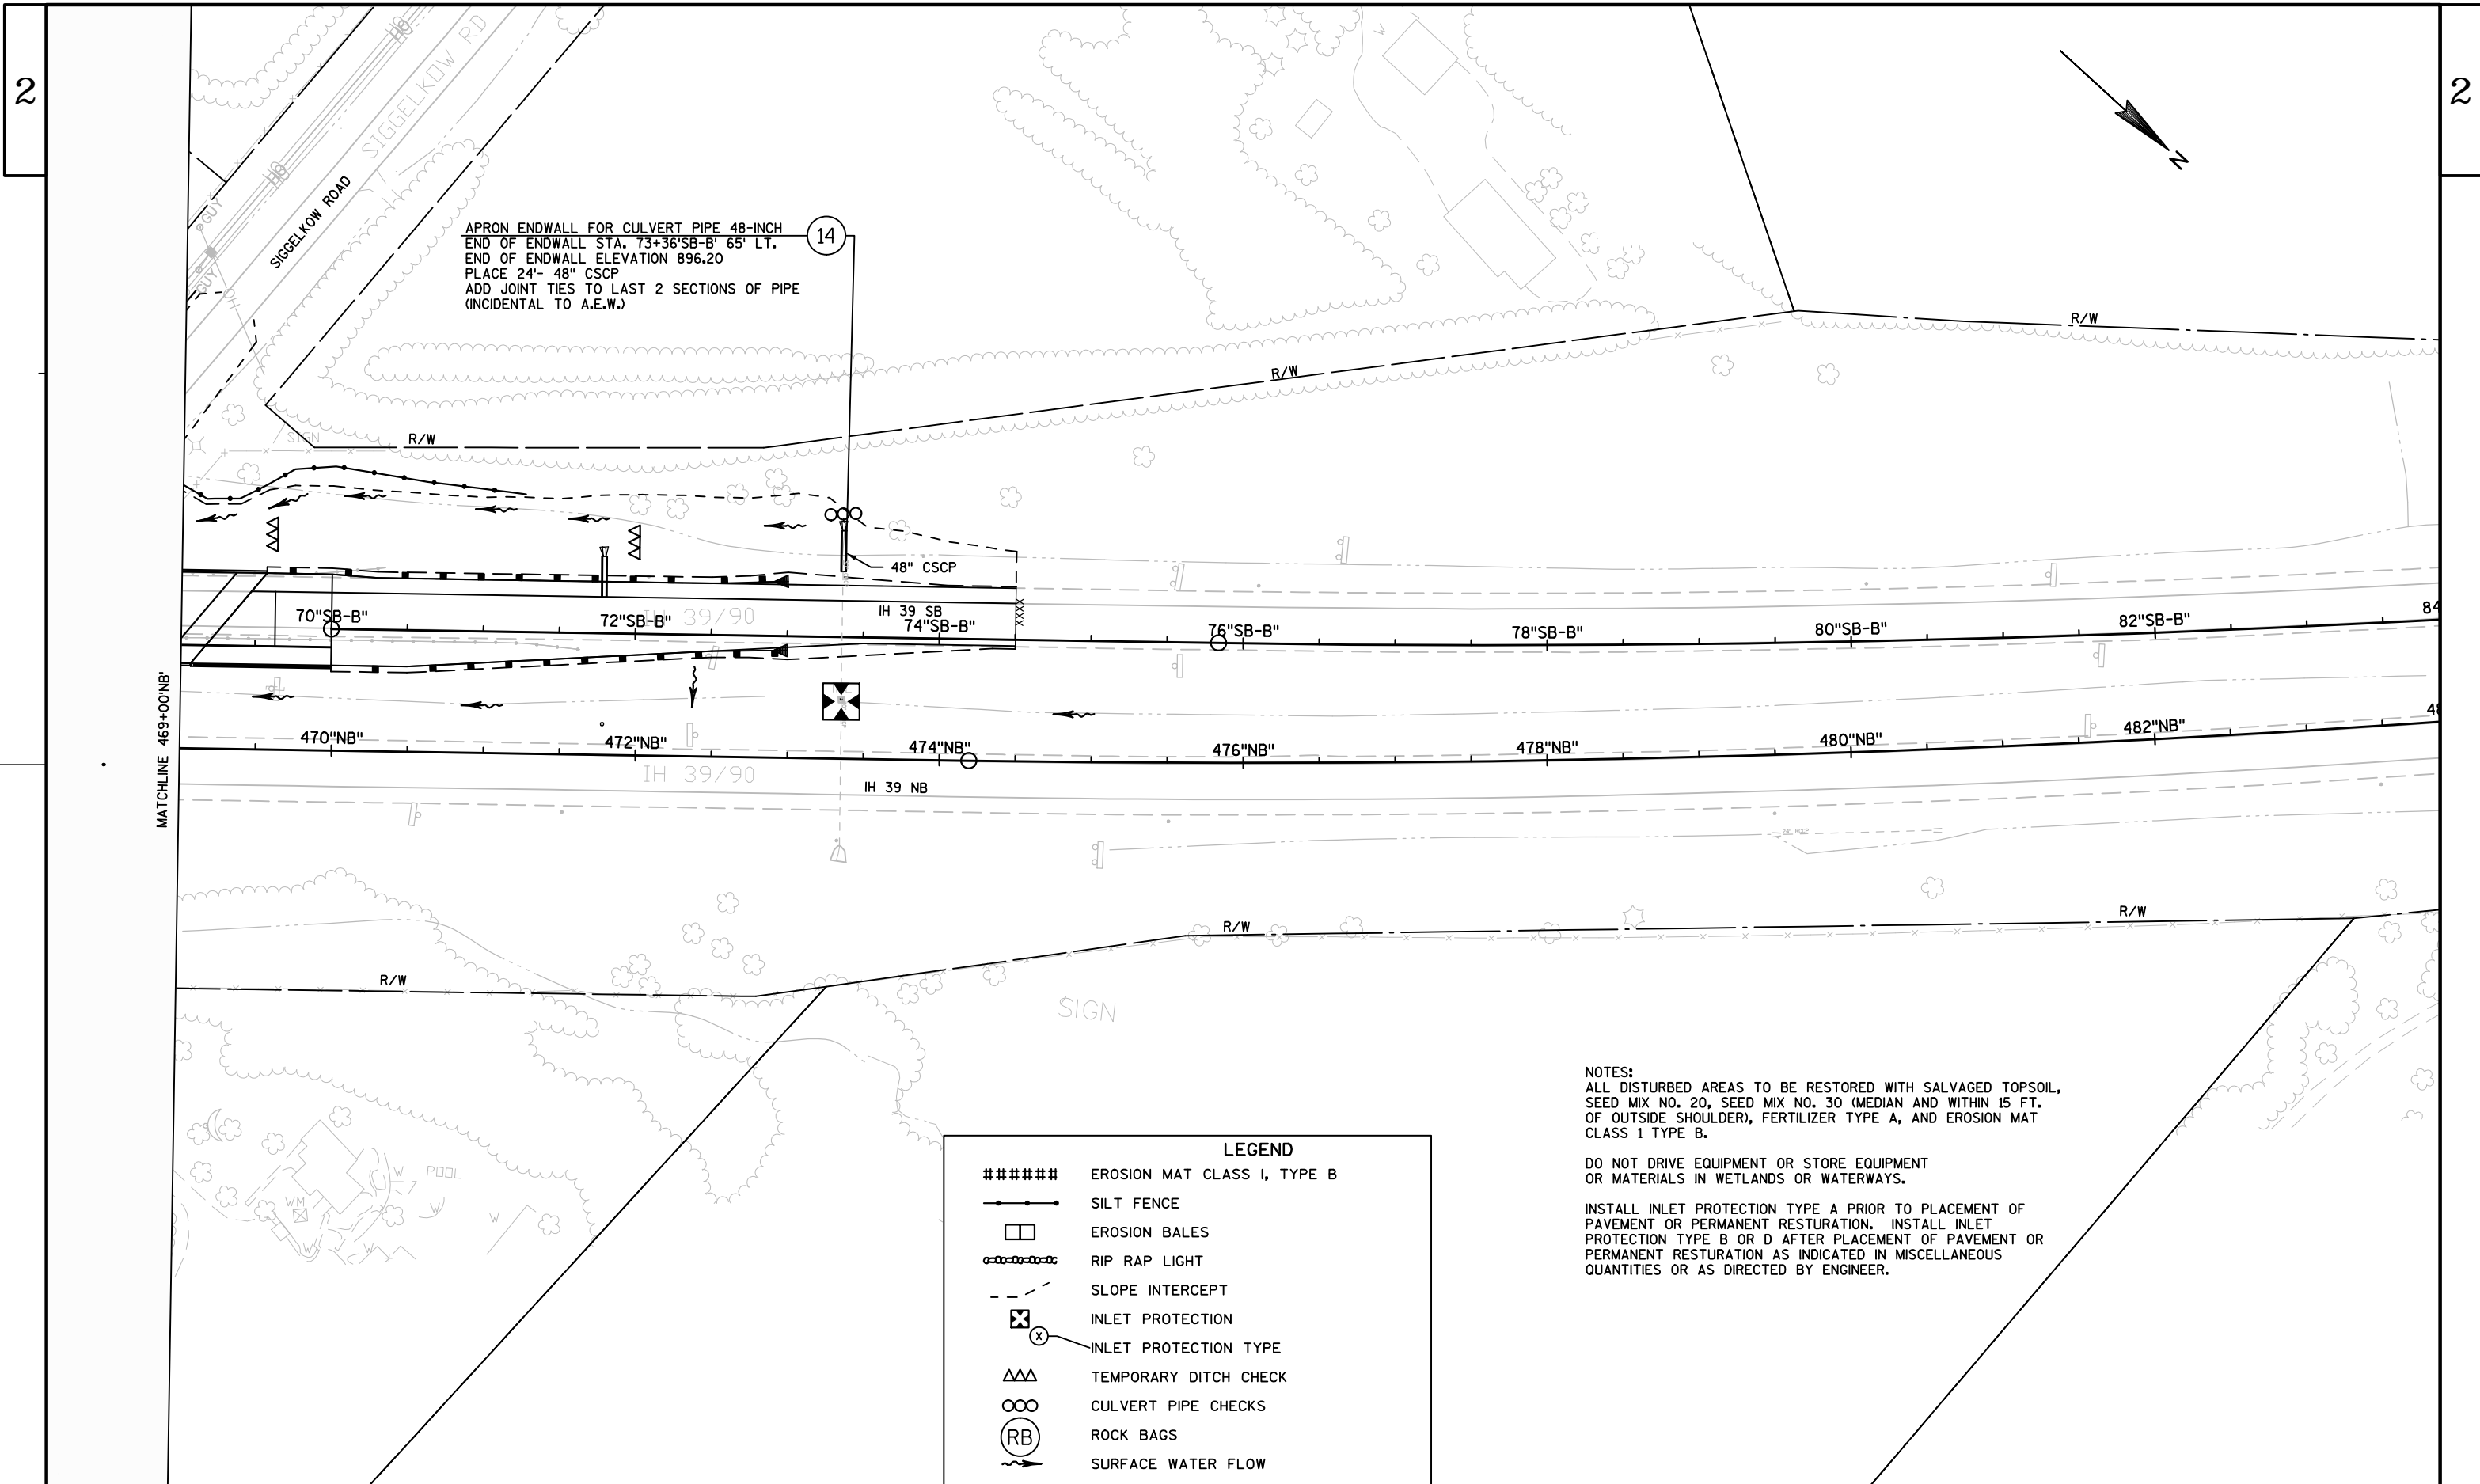 2
2
HO
SIGGELKOW RD
HO
N
W
GUY
SIGGELKOW ROAD
GUY
OH
APRON ENDWALL FOR CULVERT PIPE 48-INCH
14
END OF ENDWALL STA. 73+36'SB-B' 65' LT.
END OF ENDWALL ELEVATION 896.20
PLACE 24'- 48" CSCP
ADD JOINT TIES TO LAST 2 SECTIONS OF PIPE
(INCIDENTAL TO A.E.W.)
R/W
R/W
SIGN
R/W
48" CSCP
IH 39 SB
IH 39/90
70"SB-B"
72"SB-B"
74"SB-B"
76"SB-B"
78"SB-B"
80"SB-B"
82"SB-B"
84
MATCHLINE 469+00'NB'
470"NB"
472"NB"
474"NB"
476"NB"
478"NB"
480"NB"
482"NB"
48
IH 39/90
IH 39 NB
24" RCCP
R/W
R/W
R/W
SIGN
POOL
WM
W
W
W
W
W
NOTES:
ALL DISTURBED AREAS TO BE RESTORED WITH SALVAGED TOPSOIL,
SEED MIX NO. 20, SEED MIX NO. 30 (MEDIAN AND WITHIN 15 FT.
OF OUTSIDE SHOULDER), FERTILIZER TYPE A, AND EROSION MAT
CLASS 1 TYPE B.
DO NOT DRIVE EQUIPMENT OR STORE EQUIPMENT
OR MATERIALS IN WETLANDS OR WATERWAYS.
INSTALL INLET PROTECTION TYPE A PRIOR TO PLACEMENT OF
PAVEMENT OR PERMANENT RESTURATION. INSTALL INLET
PROTECTION TYPE B OR D AFTER PLACEMENT OF PAVEMENT OR
PERMANENT RESTURATION AS INDICATED IN MISCELLANEOUS
QUANTITIES OR AS DIRECTED BY ENGINEER.
LEGEND
EROSION MAT CLASS I, TYPE B
SILT FENCE
EROSION BALES
RIP RAP LIGHT
SLOPE INTERCEPT
INLET PROTECTION
X
INLET PROTECTION TYPE
TEMPORARY DITCH CHECK
CULVERT PIPE CHECKS
RB ROCK BAGS
SURFACE WATER FLOW